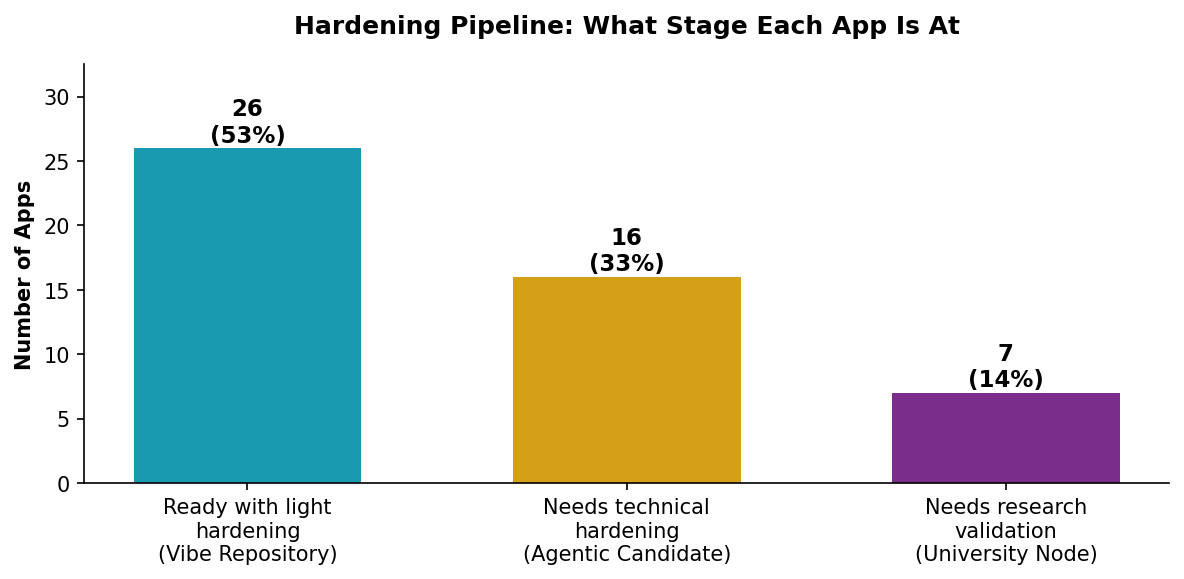 Hardening Pipeline: What Stage Each App Is At
Number of Apps
30
25
20
15
10
5
0
26
(53%)
16
(33%)
7
(14%)
Ready with light
hardening
(Vibe Repository)
Needs technical
hardening
(Agentic Candidate)
Needs research
validation
(University Node)